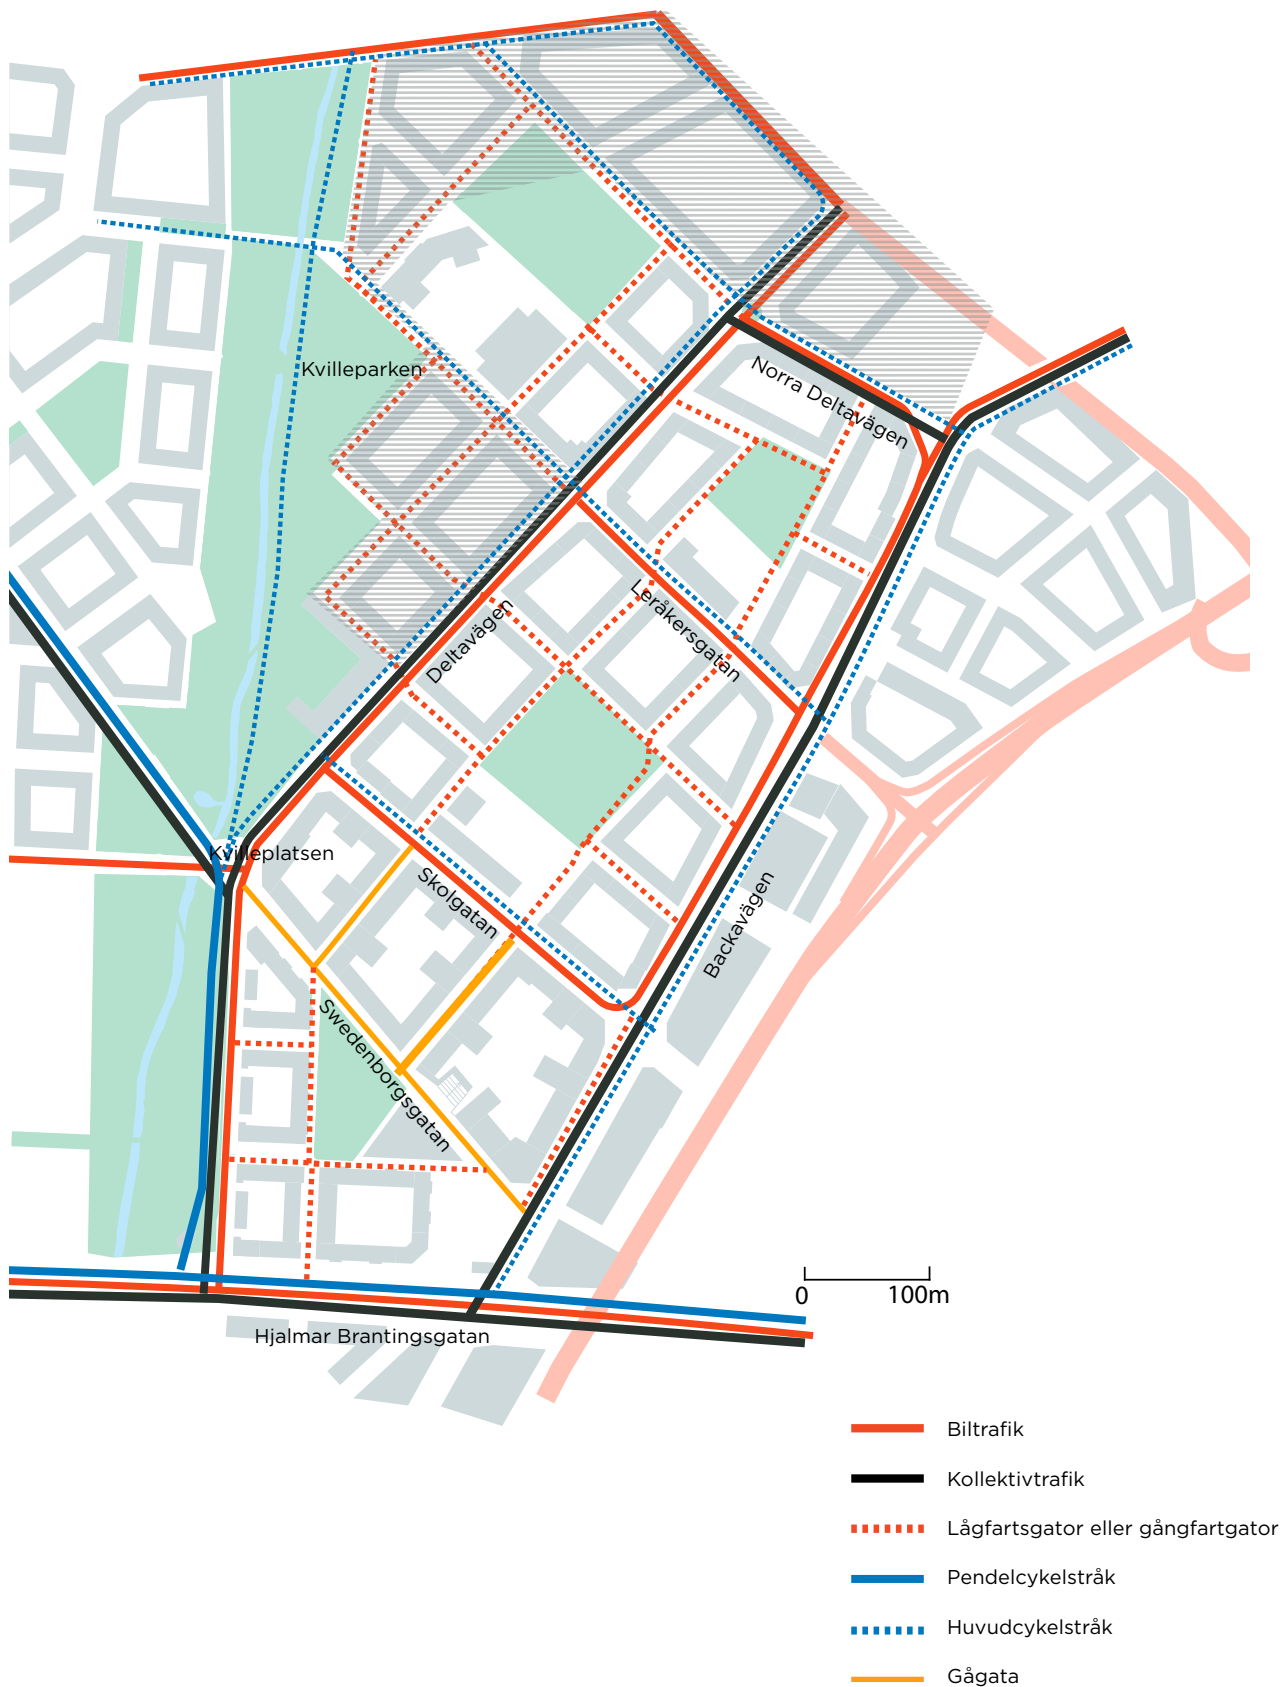 Kvilleparken
Norra Deltavägen
Deltavägen
Leråkersgatan
Kvilleplatsen
Skolgatan
Backavägen
Swedenborgsgatan
0 100m
Hjalmar Brantingsgatan
Biltrafik
Kollektivtrafik
Lågfartsgator eller gångfartgator
Pendelcykelstråk
Huvudcykelstråk
Gågata